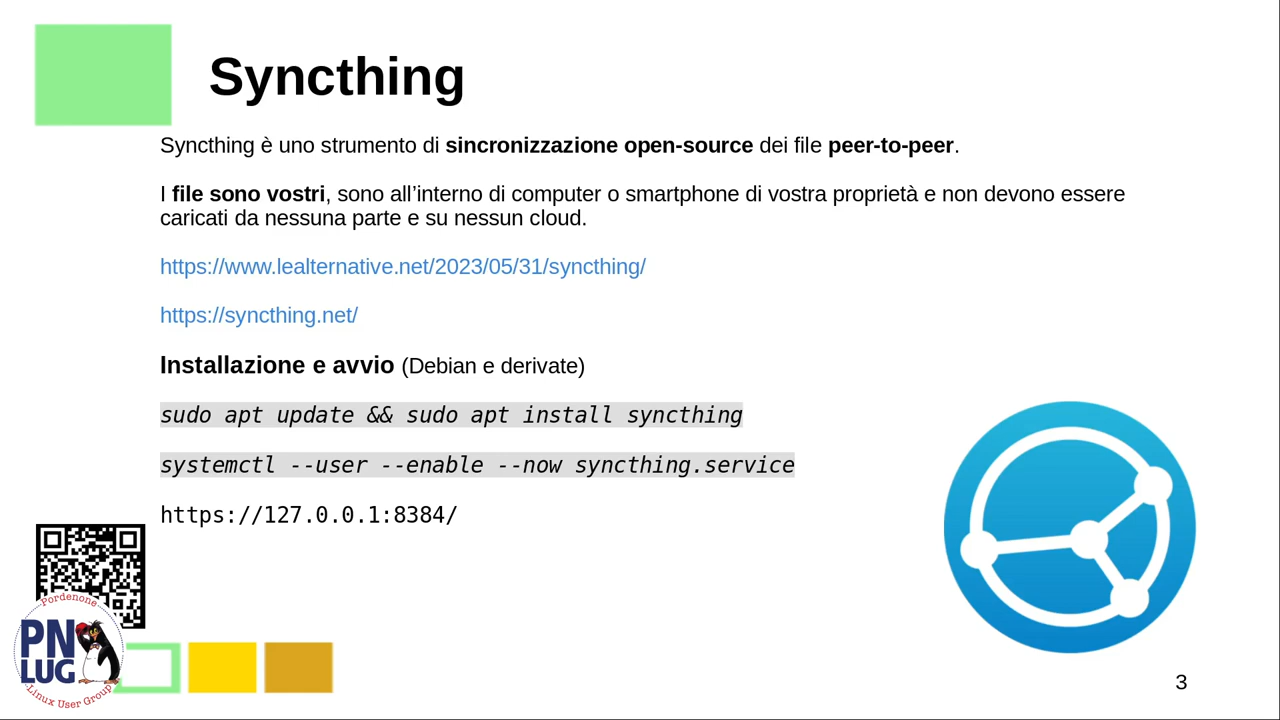 Syncthing
Syncthing è uno strumento di sincronizzazione open-source dei file peer-to-peer.
I file sono vostri, sono all’interno di computer o smartphone di vostra proprietà e non devono essere
caricati da nessuna parte e su nessun cloud.
https://www.lealternative.net/2023/05/31/syncthing/
https://syncthing.net/
Installazione e avvio (Debian e derivate)
sudo apt update && sudo apt install syncthing
systemctl --user --enable --now syncthing.service
https://127.0.0.1:8384/
Pordenone
PN
LUG
Linux User Group
3